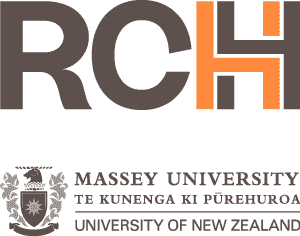 RCH
MASSEY UNIVERSITY
TE KUNENGA KI PŪREHUROA
UNIVERSITY OF NEW ZEALAND